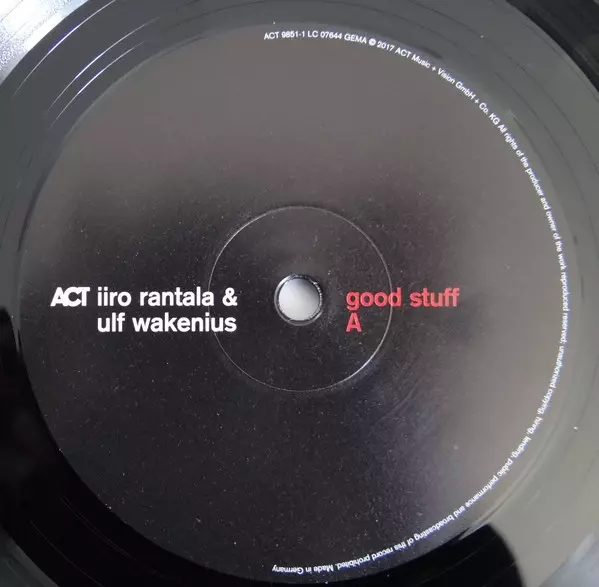 ACT 9851-1 LC 07644 GEMA ℗ 2017 ACT Music + Vision GmbH + Co. KG All rights of the producer and owner of the work reproduced reserved; unauthorized copying, hiring, lending, public performance and broadcasting of this record prohibited. Made in Germany
ACT iiro rantala &
ulf wakenius
good stuff
A